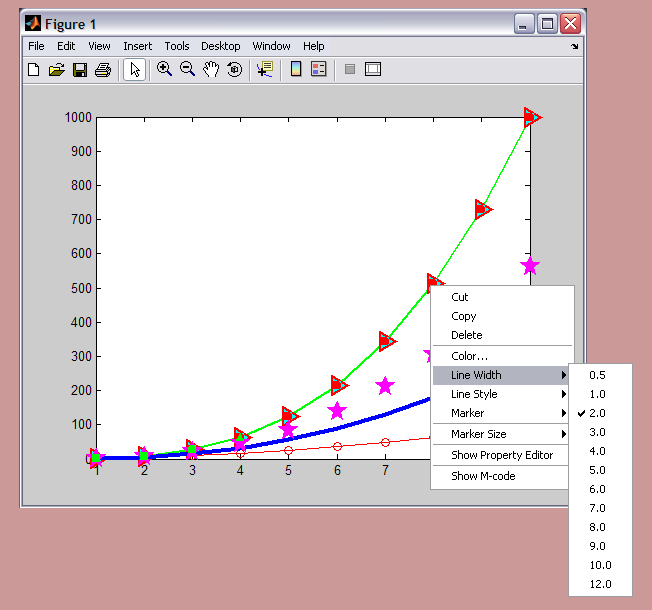 Figure 1
File Edit View Insert Tools Desktop Window Help
1000
900
800
700
600
500
400
300
200
100
0
1 2 3 4 5 6 7
Cut
Copy
Delete
Color...
Line Width
Line Style
Marker
Marker Size
Show Property Editor
Show M-code
0.5
1.0
2.0
3.0
4.0
5.0
6.0
7.0
8.0
9.0
10.0
12.0